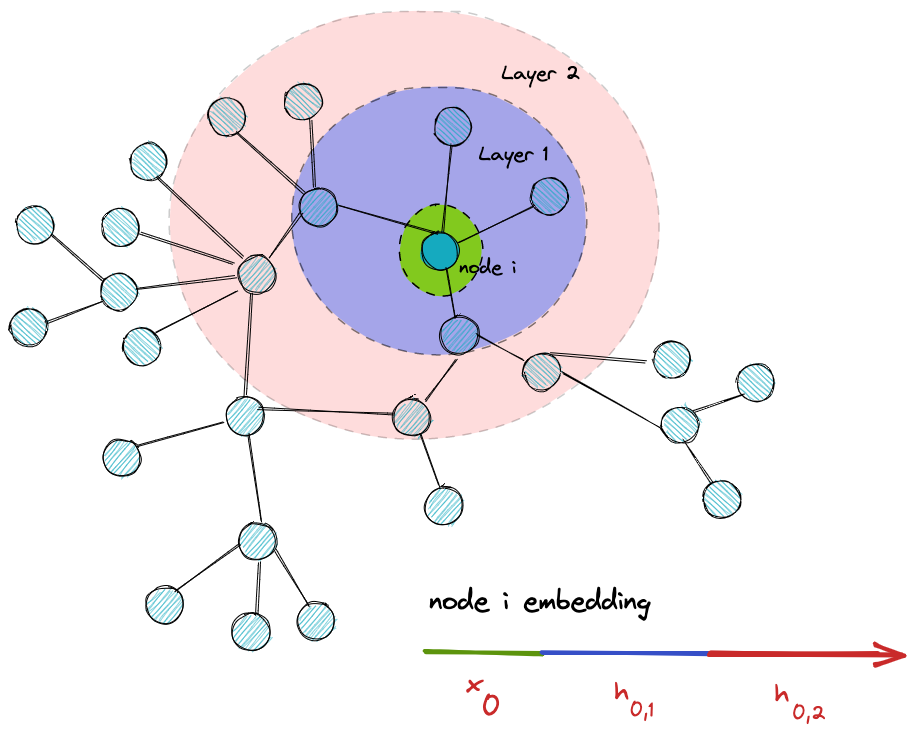 Layer 2
Layer 1
node i
node i embedding
x0 h0,1 h0,2